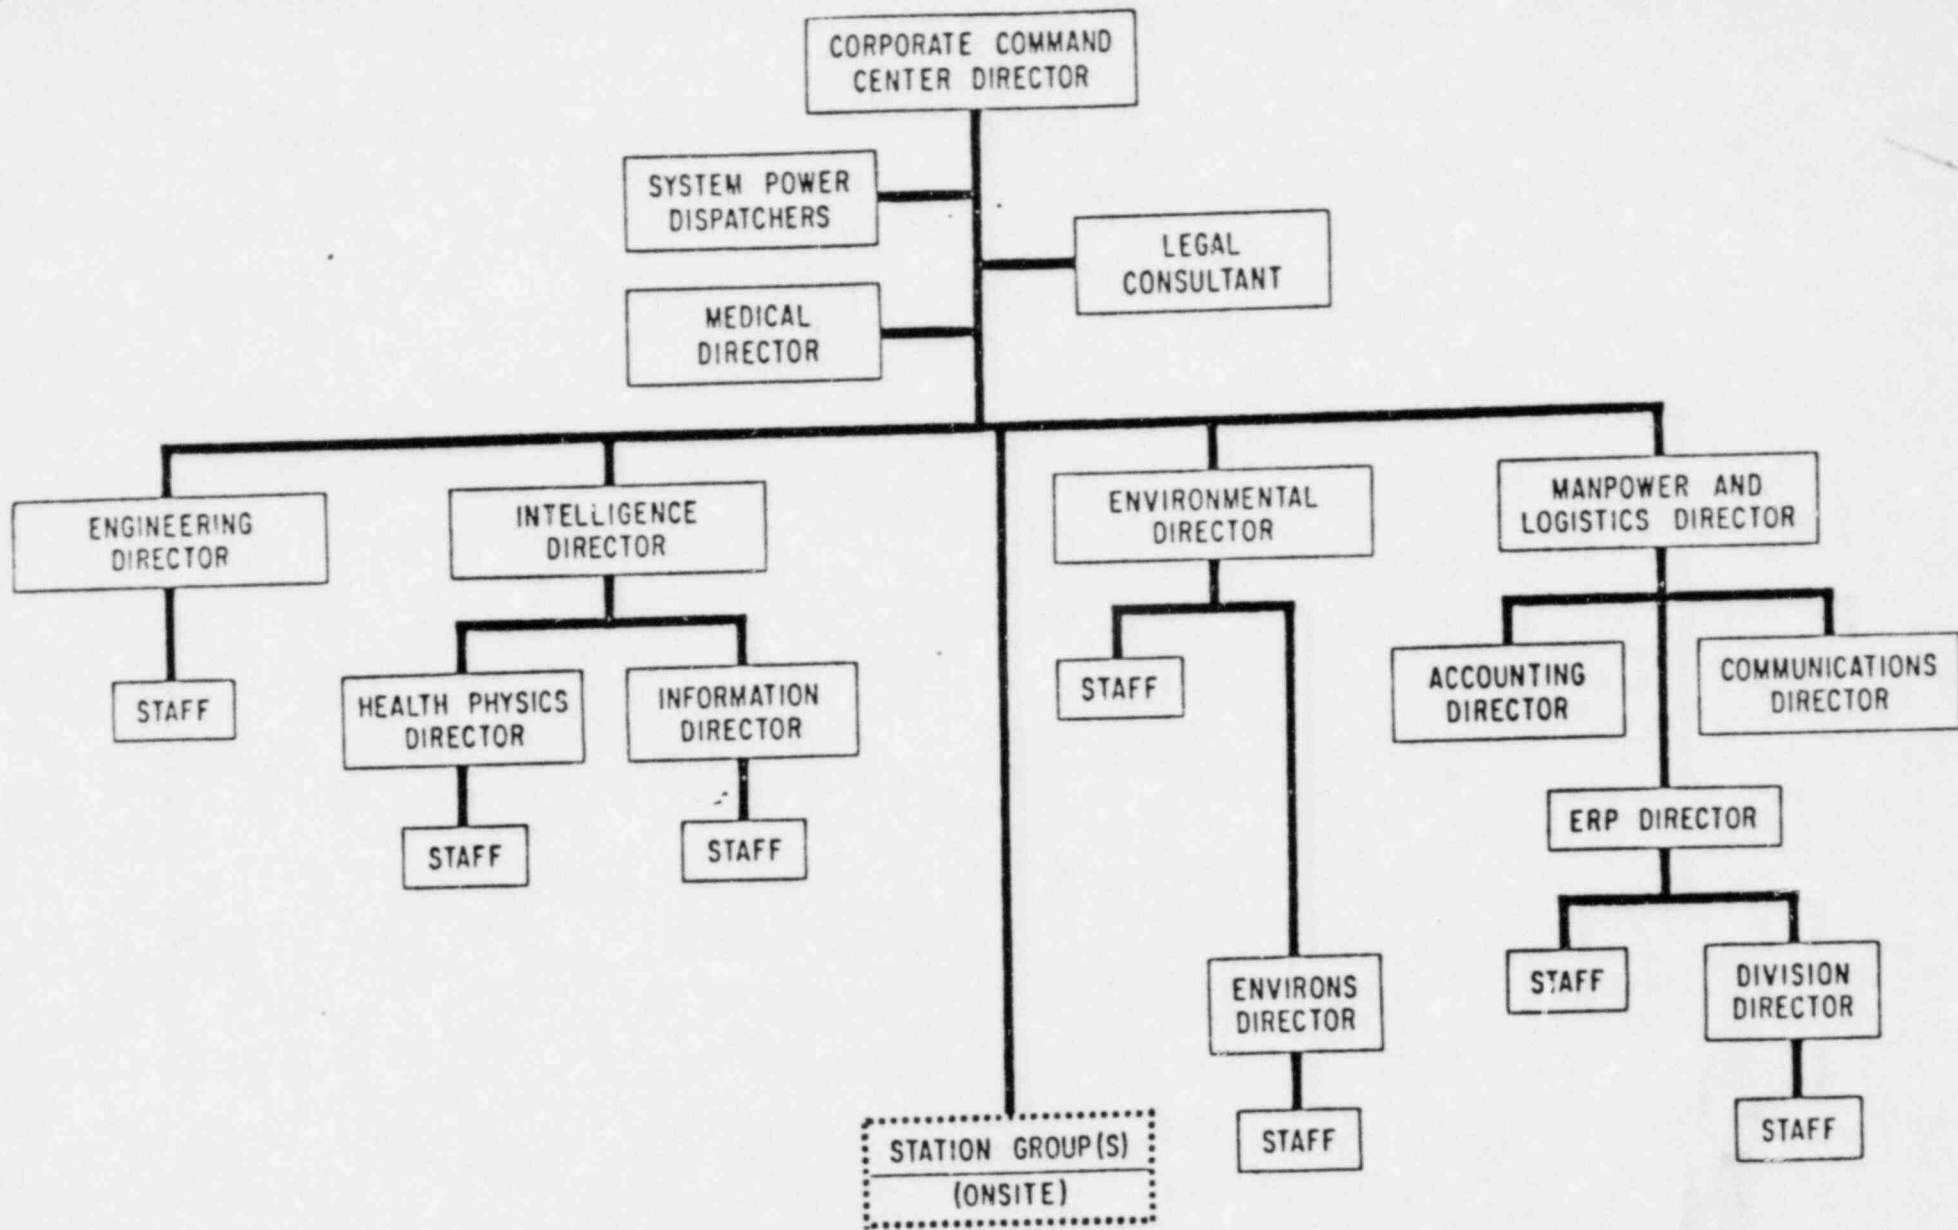 CORPORATE COMMAND
CENTER DIRECTOR
SYSTEM POWER
DISPATCHERS
LEGAL
CONSULTANT
MEDICAL
DIRECTOR
ENGINEERING
DIRECTOR
INTELLIGENCE
DIRECTOR
ENVIRONMENTAL
DIRECTOR
MANPOWER AND
LOGISTICS DIRECTOR
STAFF
HEALTH PHYSICS
DIRECTOR
INFORMATION
DIRECTOR
STAFF
ACCOUNTING
DIRECTOR
COMMUNICATIONS
DIRECTOR
STAFF
STAFF
ERP DIRECTOR
ENVIRONS
DIRECTOR
STAFF
DIVISION
DIRECTOR
STATION GROUP(S)
(ONSITE)
STAFF
STAFF